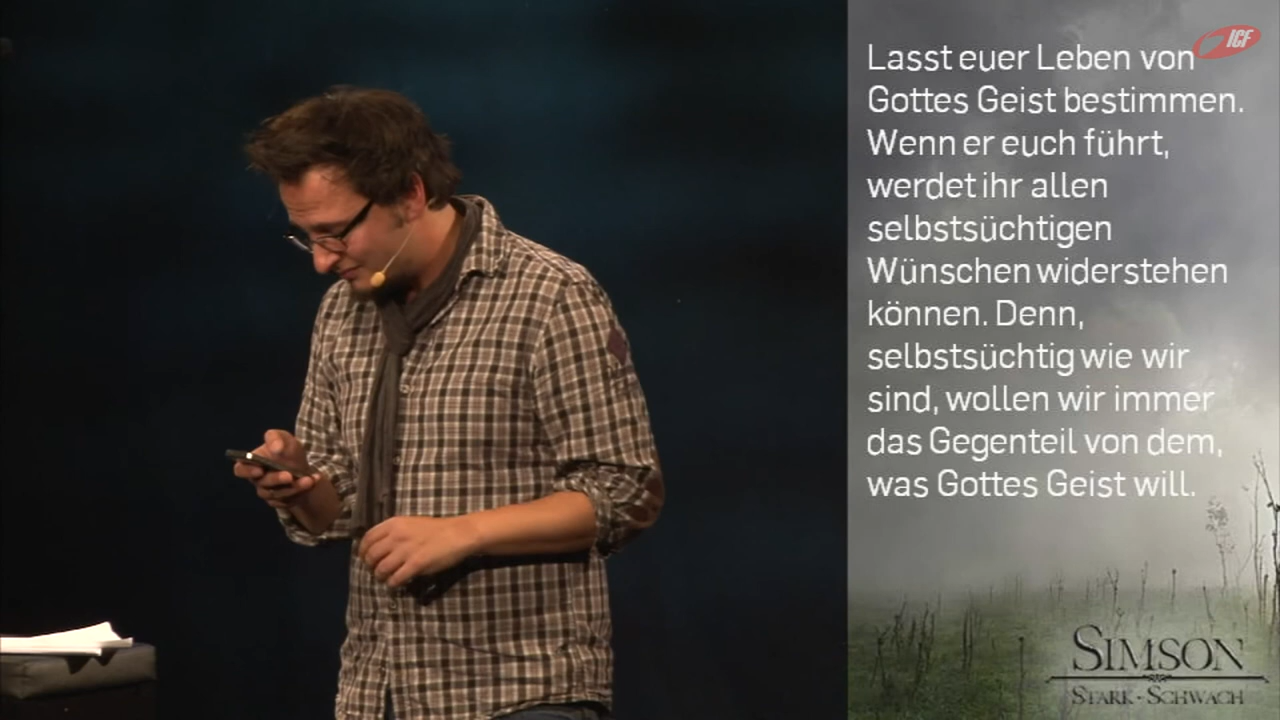 ICF
Lasst euer Leben von
Gottes Geist bestimmen.
Wenn er euch führt,
werdet ihr allen
selbstsüchtigen
Wünschen widerstehen
können. Denn,
selbstsüchtig wie wir
sind, wollen wir immer
das Gegenteil von dem,
was Gottes Geist will.
SIMSON
STARK - SCHWACH